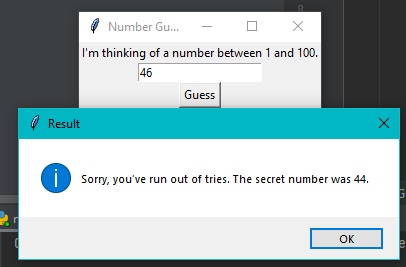 Number Gu...
I'm thinking of a number between 1 and 100.
46
Guess
Result
Sorry, you've run out of tries. The secret number was 44.
OK